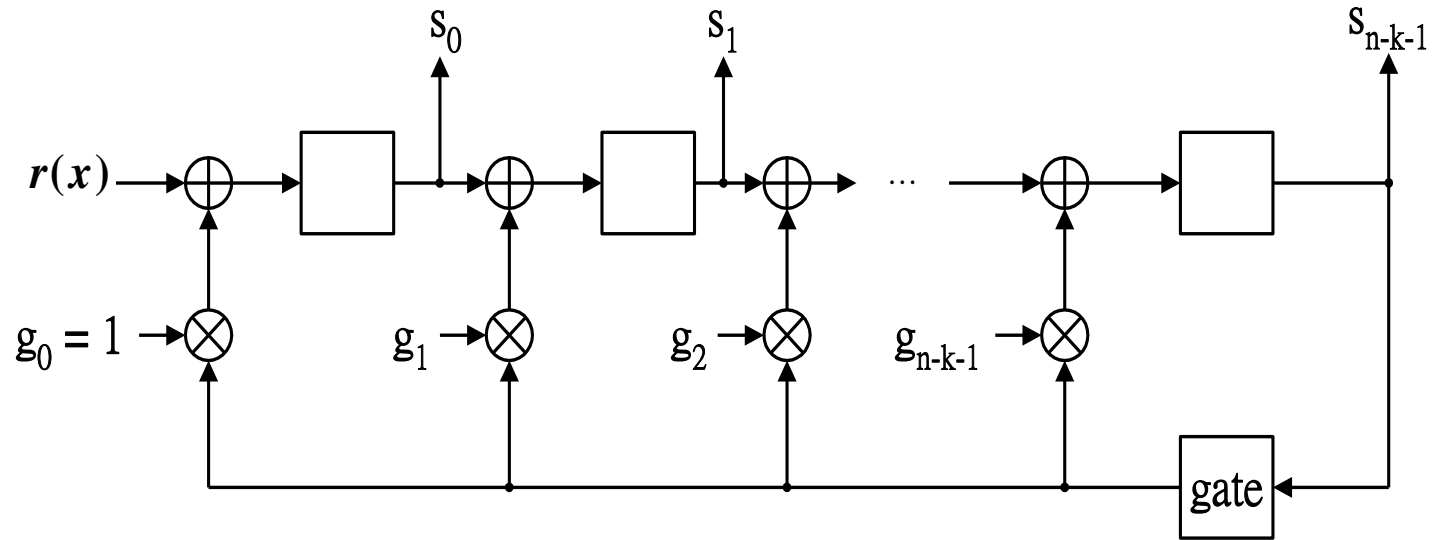 s₀ s₁ sₙ₋ₖ₋₁
r(x) ...
g₀ = 1 g₁ g₂ gₙ₋ₖ₋₁
gate